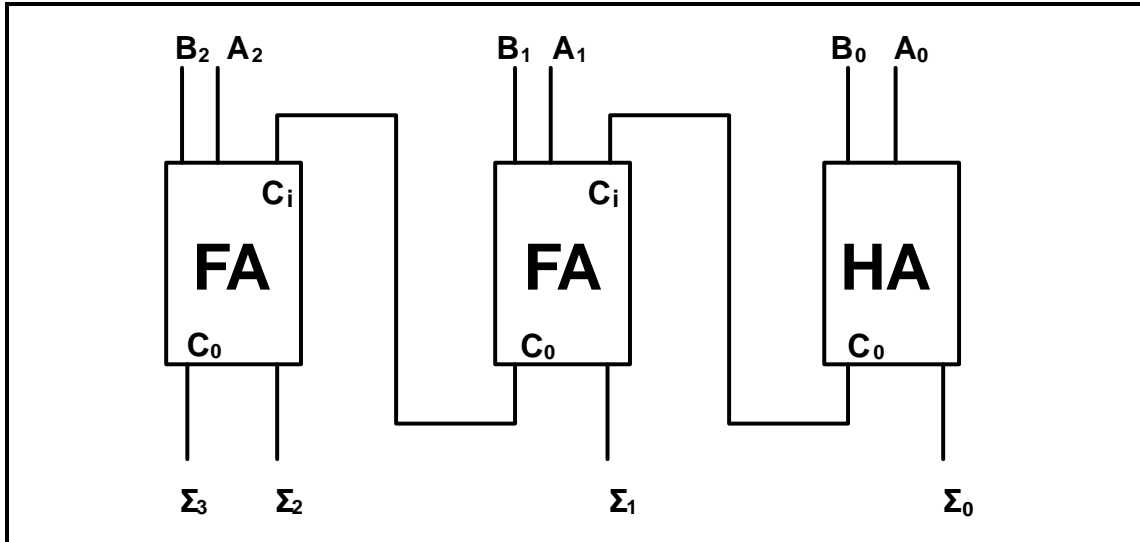 B₂ A₂ B₁ A₁ B₀ A₀
Cᵢ Cᵢ
FA FA HA
C₀ C₀ C₀
Σ₃ Σ₂ Σ₁ Σ₀